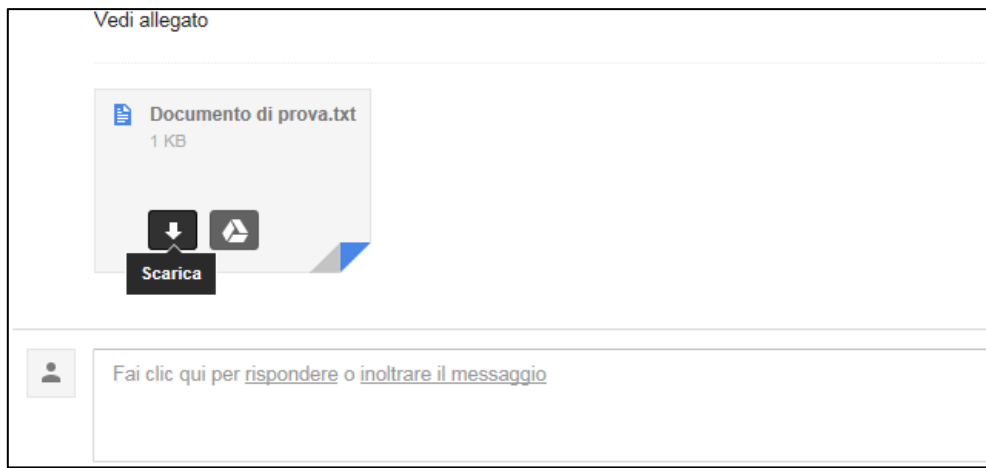 Vedi allegato
Documento di prova.txt
1 KB
Scarica
Fai clic qui per rispondere o inoltrare il messaggio